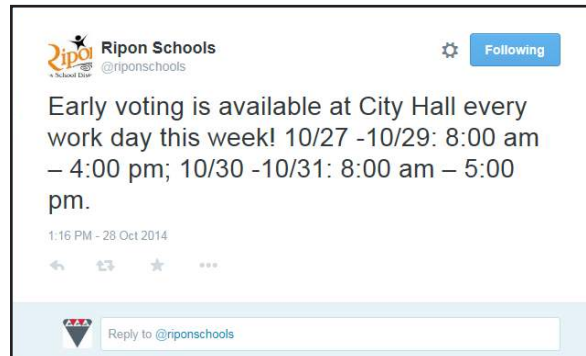 Ripon
Ripon Schools
@riponschools
Following
Early voting is available at City Hall every
work day this week! 10/27 -10/29: 8:00 am
– 4:00 pm; 10/30 -10/31: 8:00 am – 5:00
pm.
1:16 PM - 28 Oct 2014
Reply to @riponschools